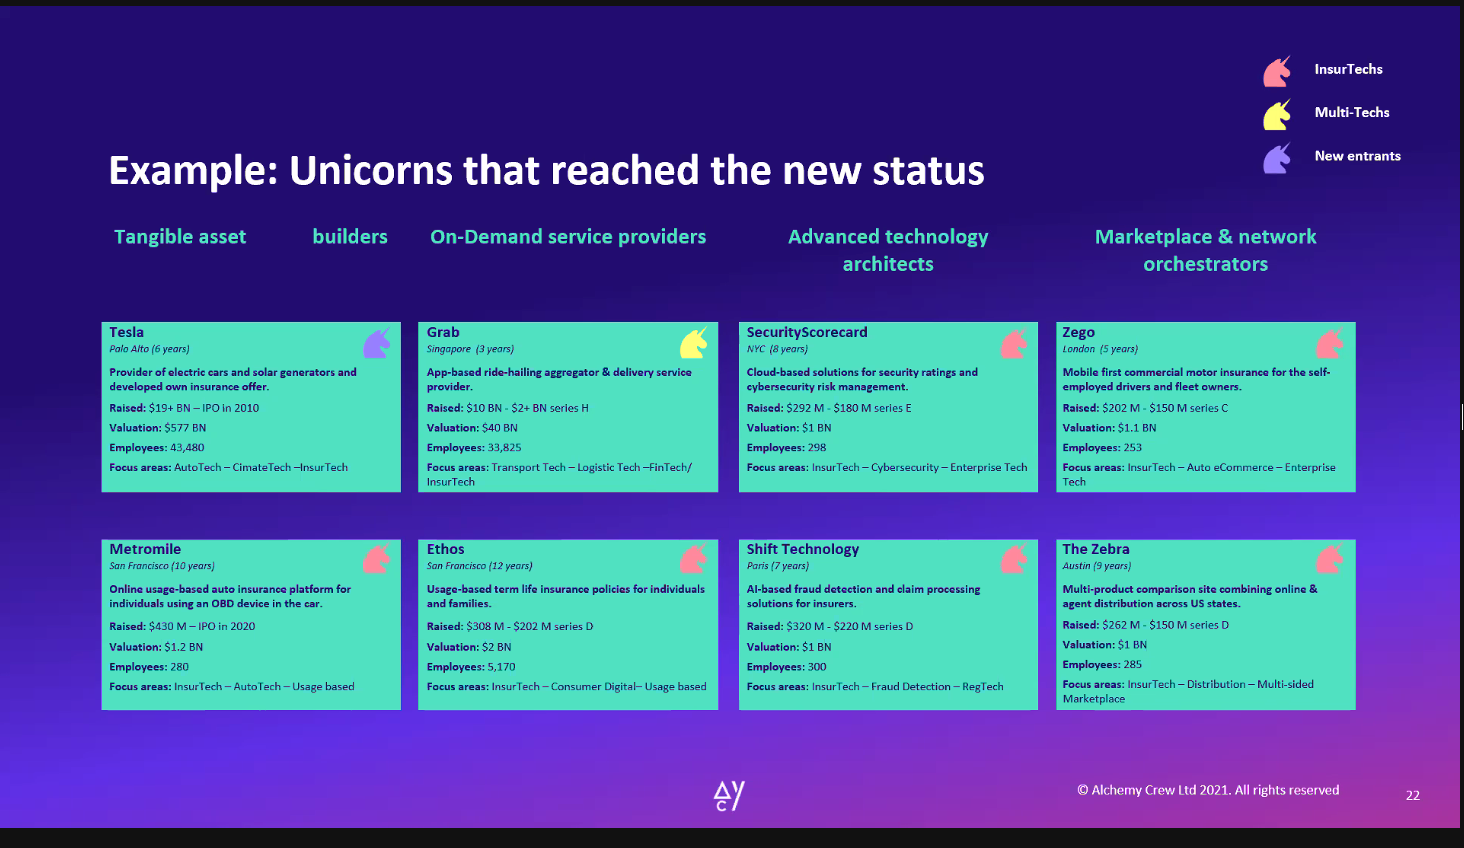 InsurTechs
Multi-Techs
New entrants
Example: Unicorns that reached the new status
Tangible asset builders
On-Demand service providers
Advanced technology
architects
Marketplace & network
orchestrators
Tesla
Palo Alto (6 years)
Provider of electric cars and solar generators and
developed own insurance offer.
Raised: $19+ BN – IPO in 2010
Valuation: $577 BN
Employees: 43,480
Focus areas: AutoTech – CimateTech –InsurTech
Grab
Singapore (3 years)
App-based ride-hailing aggregator & delivery service
provider.
Raised: $10 BN - $2+ BN series H
Valuation: $40 BN
Employees: 33,825
Focus areas: Transport Tech – Logistic Tech –FinTech/
InsurTech
SecurityScorecard
NYC (8 years)
Cloud-based solutions for security ratings and
cybersecurity risk management.
Raised: $292 M - $180 M series E
Valuation: $1 BN
Employees: 298
Focus areas: InsurTech – Cybersecurity – Enterprise Tech
Zego
London (5 years)
Mobile first commercial motor insurance for the self-
employed drivers and fleet owners.
Raised: $202 M - $150 M series C
Valuation: $1.1 BN
Employees: 253
Focus areas: InsurTech – Auto eCommerce – Enterprise
Tech
Metromile
San Francisco (10 years)
Online usage-based auto insurance platform for
individuals using an OBD device in the car.
Raised: $430 M – IPO in 2020
Valuation: $1.2 BN
Employees: 280
Focus areas: InsurTech – AutoTech – Usage based
Ethos
San Francisco (12 years)
Usage-based term life insurance policies for individuals
and families.
Raised: $308 M - $202 M series D
Valuation: $2 BN
Employees: 5,170
Focus areas: InsurTech – Consumer Digital– Usage based
Shift Technology
Paris (7 years)
AI-based fraud detection and claim processing
solutions for insurers.
Raised: $320 M - $220 M series D
Valuation: $1 BN
Employees: 300
Focus areas: InsurTech – Fraud Detection – RegTech
The Zebra
Austin (9 years)
Multi-product comparison site combining online &
agent distribution across US states.
Raised: $262 M - $150 M series D
Valuation: $1 BN
Employees: 285
Focus areas: InsurTech – Distribution – Multi-sided
Marketplace
© Alchemy Crew Ltd 2021. All rights reserved
22